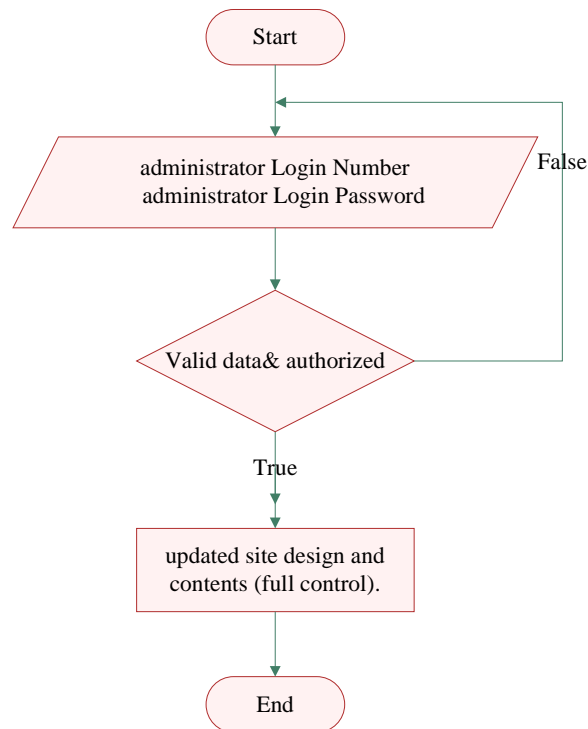 Start
administrator Login Number
administrator Login Password
False
Valid data& authorized
True
updated site design and
contents (full control).
End